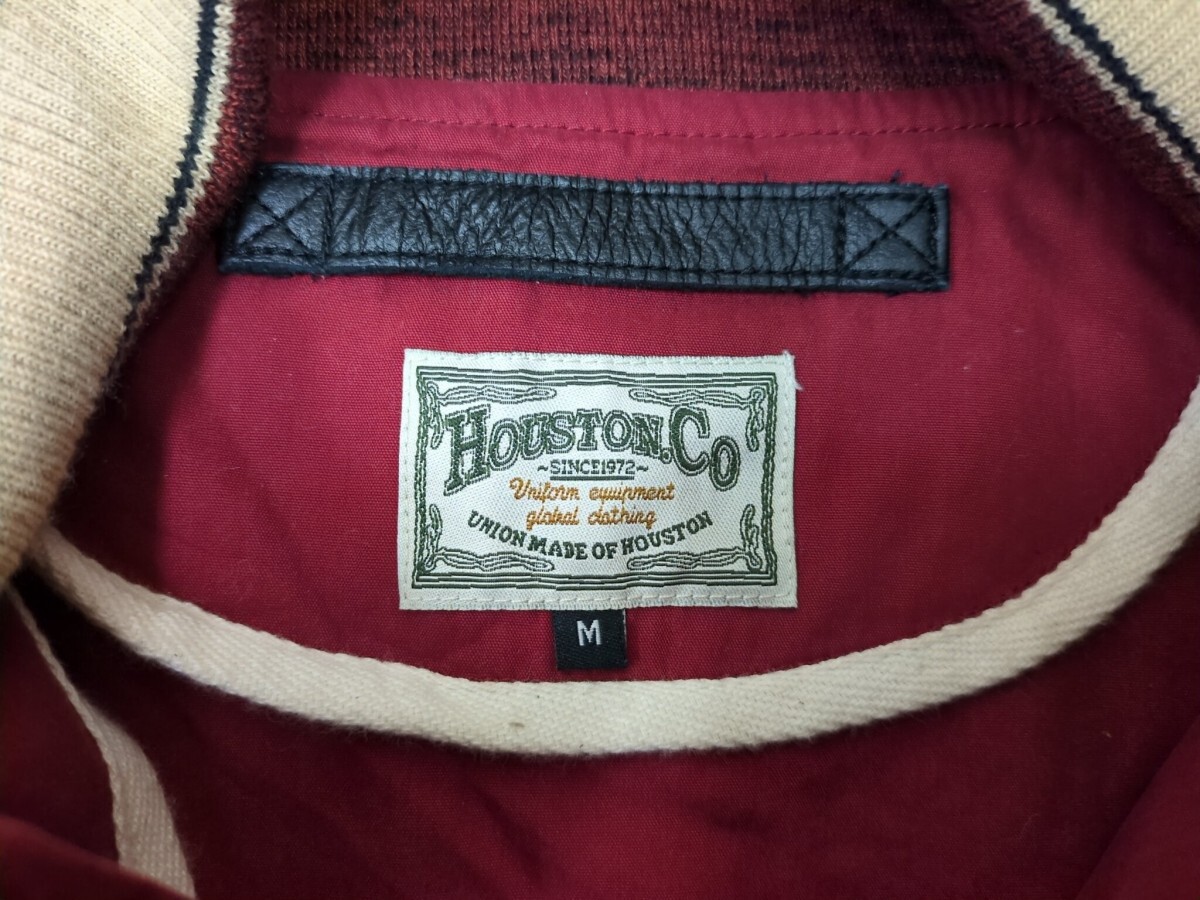 HOUSTON.CO
~SINCE1972~
Uniform equipment
global clothing
UNION MADE OF HOUSTON
M